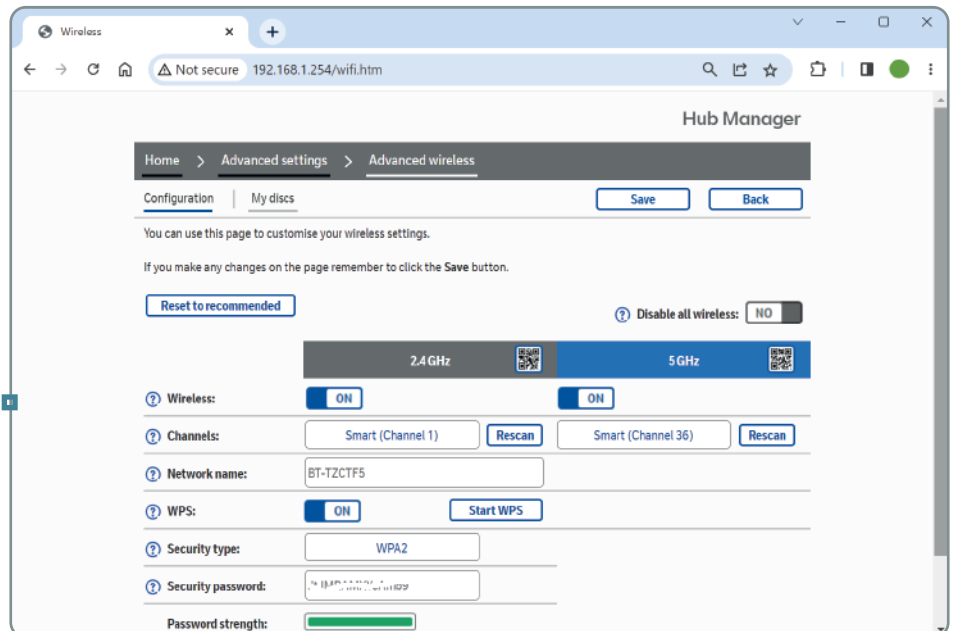 Wireless
Not secure 192.168.1.254/wifi.htm
Hub Manager
Home > Advanced settings > Advanced wireless
Configuration My discs Save Back
You can use this page to customise your wireless settings.
If you make any changes on the page remember to click the Save button.
Reset to recommended
Disable all wireless: NO
2.4 GHz 5 GHz
Wireless: ON ON
Channels: Smart (Channel 1) Rescan Smart (Channel 36) Rescan
Network name: BT-TZCTF5
WPS: ON Start WPS
Security type: WPA2
Security password:
Password strength: